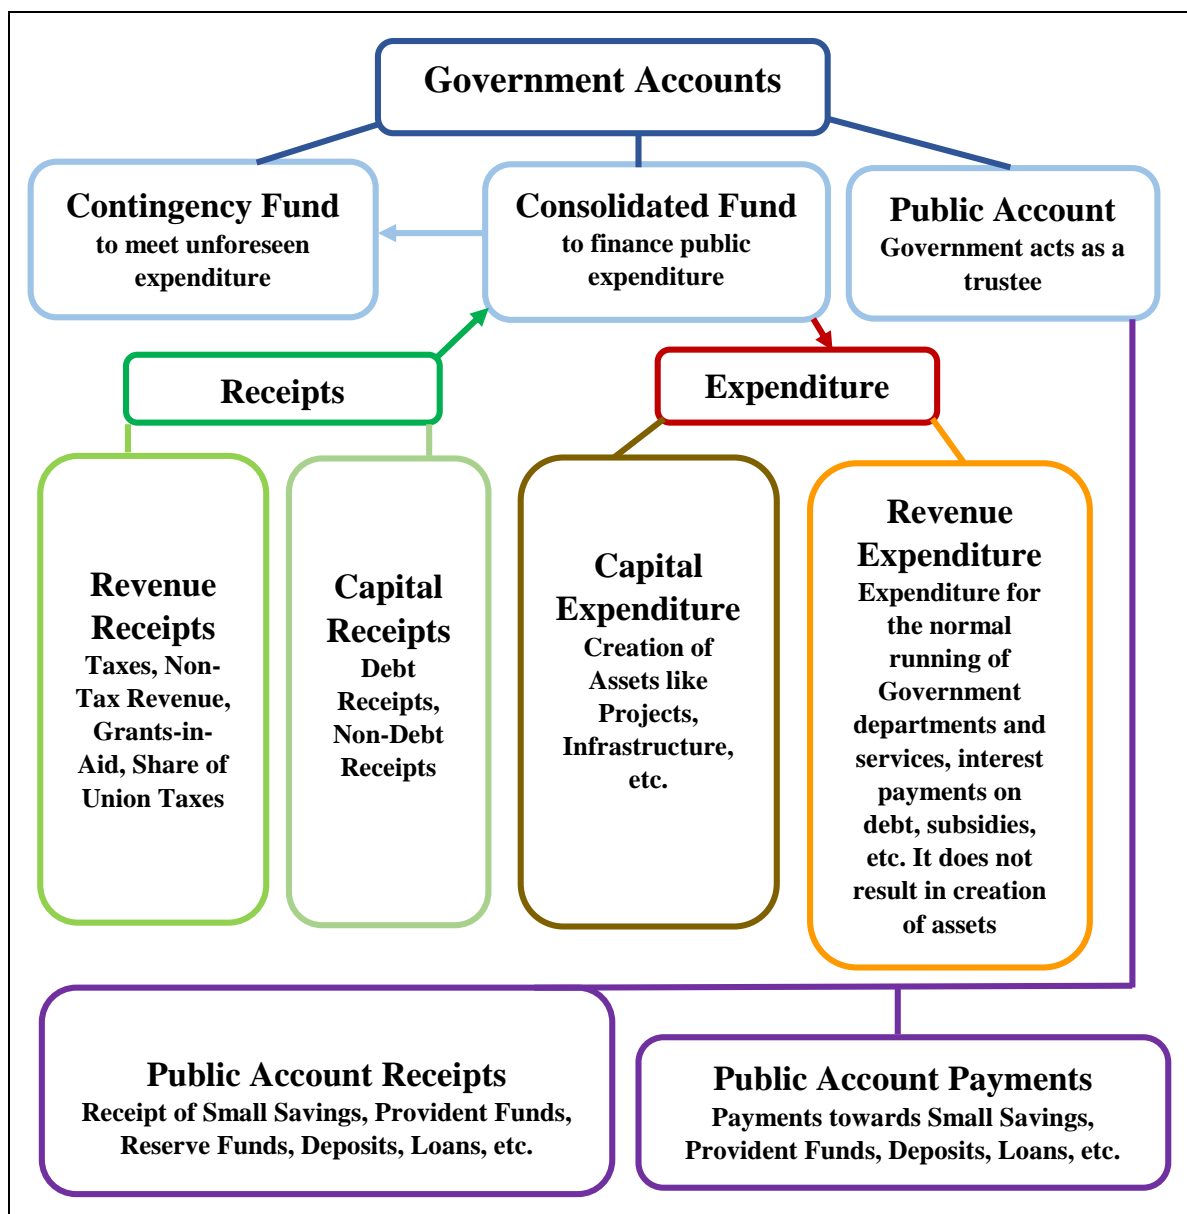 Government Accounts
Contingency Fund
to meet unforeseen
expenditure
Consolidated Fund
to finance public
expenditure
Public Account
Government acts as a
trustee
Receipts
Expenditure
Revenue
Receipts
Taxes, Non-
Tax Revenue,
Grants-in-
Aid, Share of
Union Taxes
Capital
Receipts
Debt
Receipts,
Non-Debt
Receipts
Capital
Expenditure
Creation of
Assets like
Projects,
Infrastructure,
etc.
Revenue
Expenditure
Expenditure for
the normal
running of
Government
departments and
services, interest
payments on
debt, subsidies,
etc. It does not
result in creation
of assets
Public Account Receipts
Receipt of Small Savings, Provident Funds,
Reserve Funds, Deposits, Loans, etc.
Public Account Payments
Payments towards Small Savings,
Provident Funds, Deposits, Loans, etc.